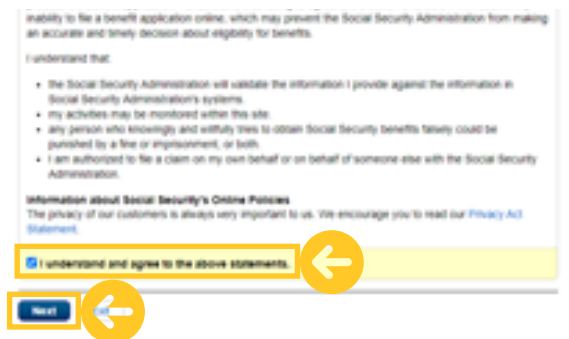 inability to file a benefit application online, which may prevent the Social Security Administration from making
an accurate and timely decision about eligibility for benefits.
I understand that:
• the Social Security Administration will validate the information I provide against the information in
Social Security Administration's systems.
• my activities may be monitored within this site.
• any person who knowingly and willfully tries to obtain Social Security benefits falsely could be
punished by a fine or imprisonment, or both.
• I am authorized to file a claim on my own behalf or on behalf of someone else with the Social Security
Administration.
Information about Social Security's Online Policies
The privacy of our customers is always very important to us. We encourage you to read our Privacy Act
Statement.
I understand and agree to the above statements.
Next